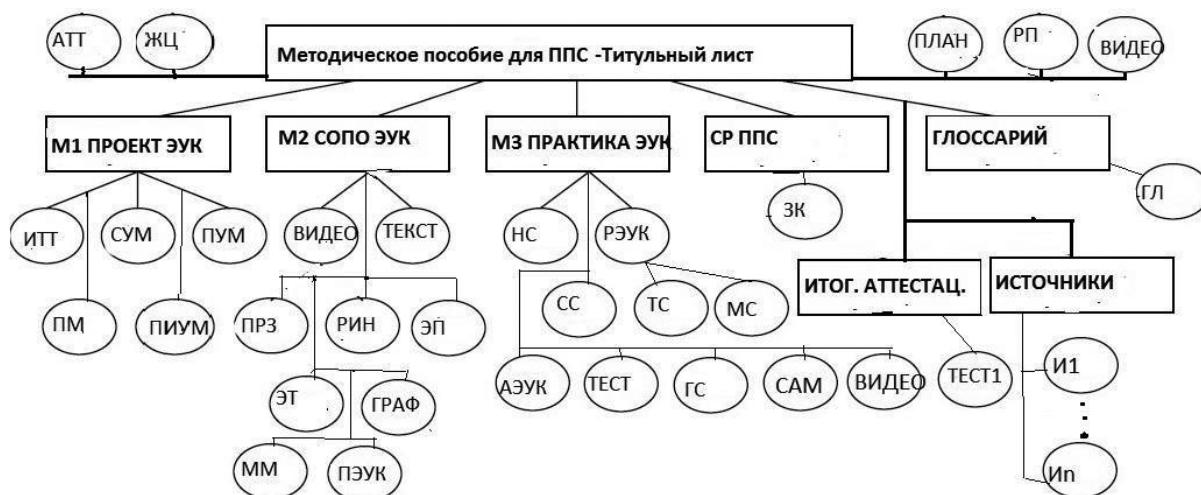 АТТ ЖЦ Методическое пособие для ППС -Титульный лист ПЛАН РП ВИДЕО
М1 ПРОЕКТ ЭУК М2 СОПО ЭУК М3 ПРАКТИКА ЭУК СР ППС ГЛОССАРИЙ
ИТТ СУМ ПУМ ВИДЕО ТЕКСТ НС РЭУК ЗК ГЛ
ИТОГ. АТТЕСТАЦ. ИСТОЧНИКИ
ПМ ПИУМ ПРЗ РИН ЭП СС ТС МС
АЭУК ТЕСТ ГС САМ ВИДЕО ТЕСТ1 И1
ЭТ ГРАФ
ММ ПЭУК Иn